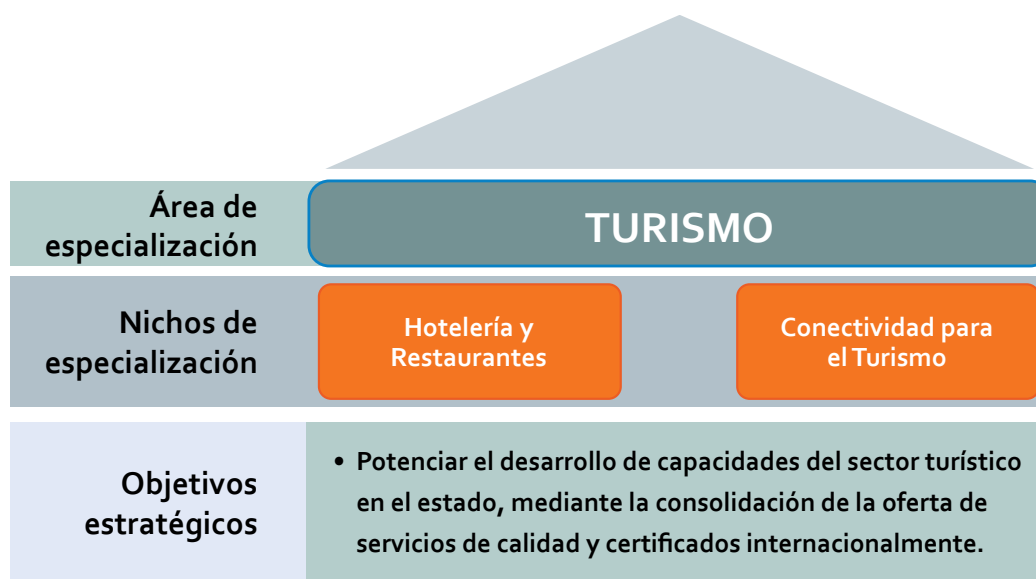 Área de
especialización
TURISMO
Nichos de
especialización
Hotelería y
Restaurantes
Conectividad para
el Turismo
Objetivos
estratégicos
• Potenciar el desarrollo de capacidades del sector turístico
en el estado, mediante la consolidación de la oferta de
servicios de calidad y certificados internacionalmente.